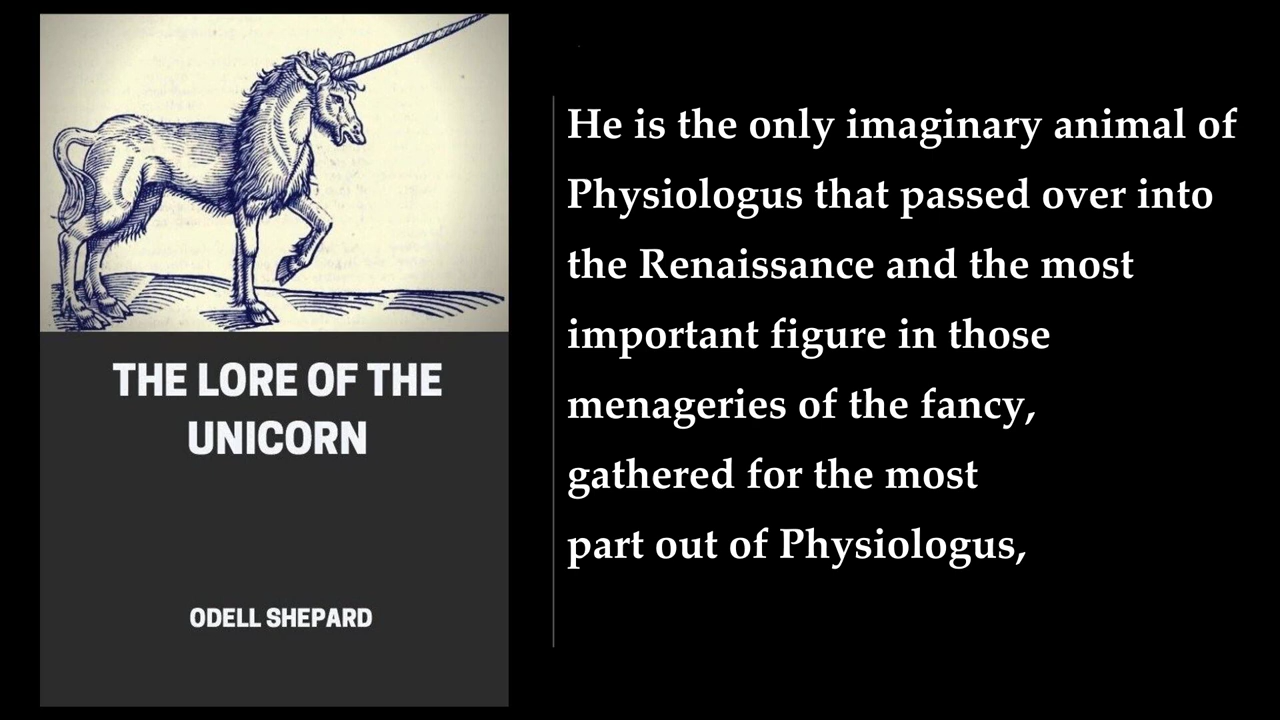 THE LORE OF THE
UNICORN
ODELL SHEPARD
He is the only imaginary animal of
Physiologus that passed over into
the Renaissance and the most
important figure in those
menageries of the fancy,
gathered for the most
part out of Physiologus,